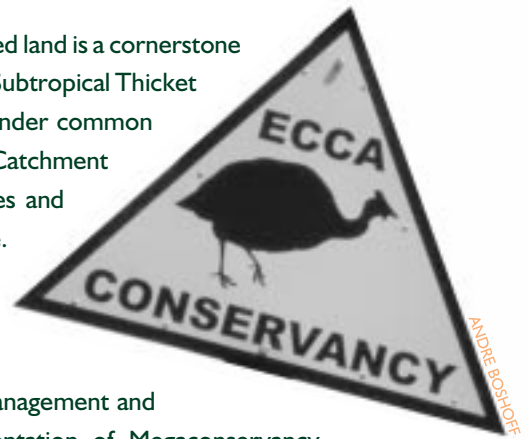 ed land is a cornerstone
Subtropical Thicket
nder common
Catchment
es and
ECCA
CONSERVANCY
ANDRE BOSHOFF
anagement and
entation of Megaconservancy